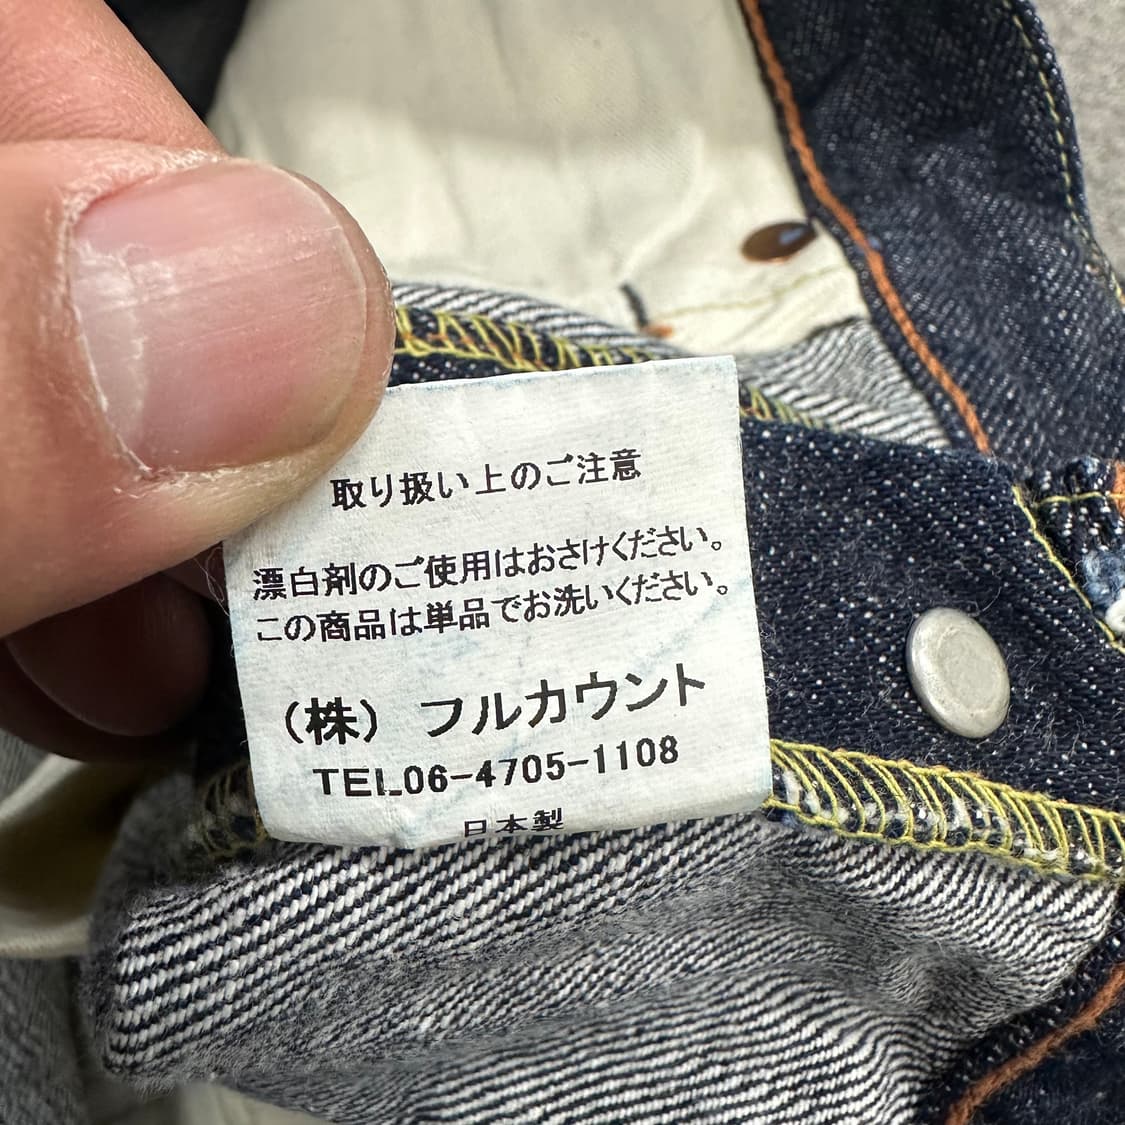 取り扱い上のご注意
漂白剤のご使用はおさけください。
この商品は単品でお洗いください。
（株） フルカウント
TEL06-4705-1108
日本製